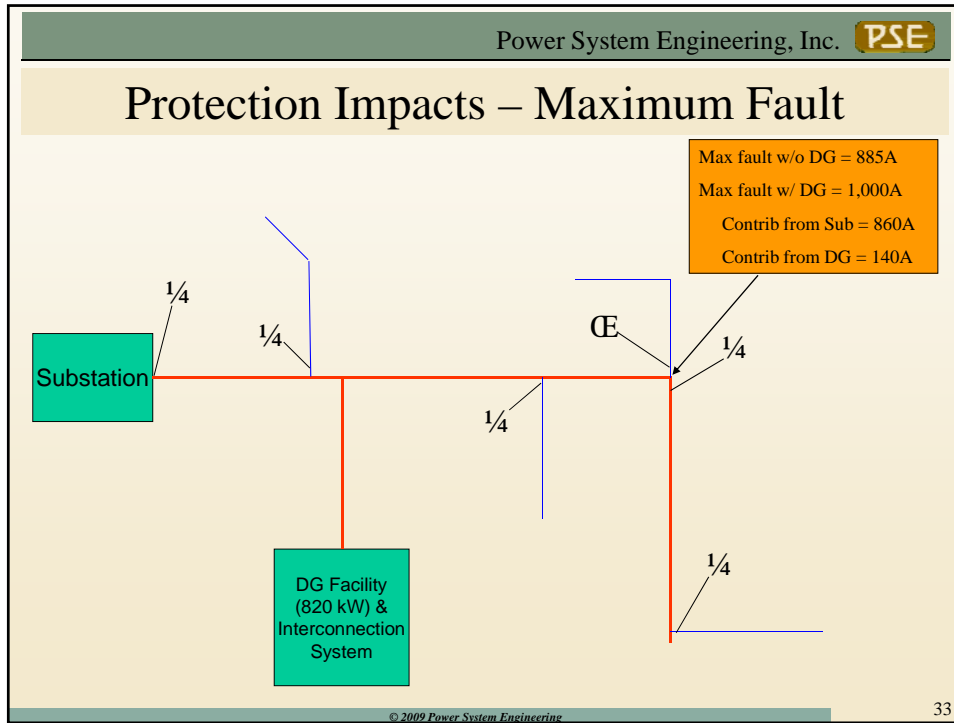 Power System Engineering, Inc. PSE
Protection Impacts – Maximum Fault
Max fault w/o DG = 885A
Max fault w/ DG = 1,000A
Contrib from Sub = 860A
Contrib from DG = 140A
¼
¼
Œ
¼
Substation
¼
¼
DG Facility
(820 kW) &
Interconnection
System
© 2009 Power System Engineering
33